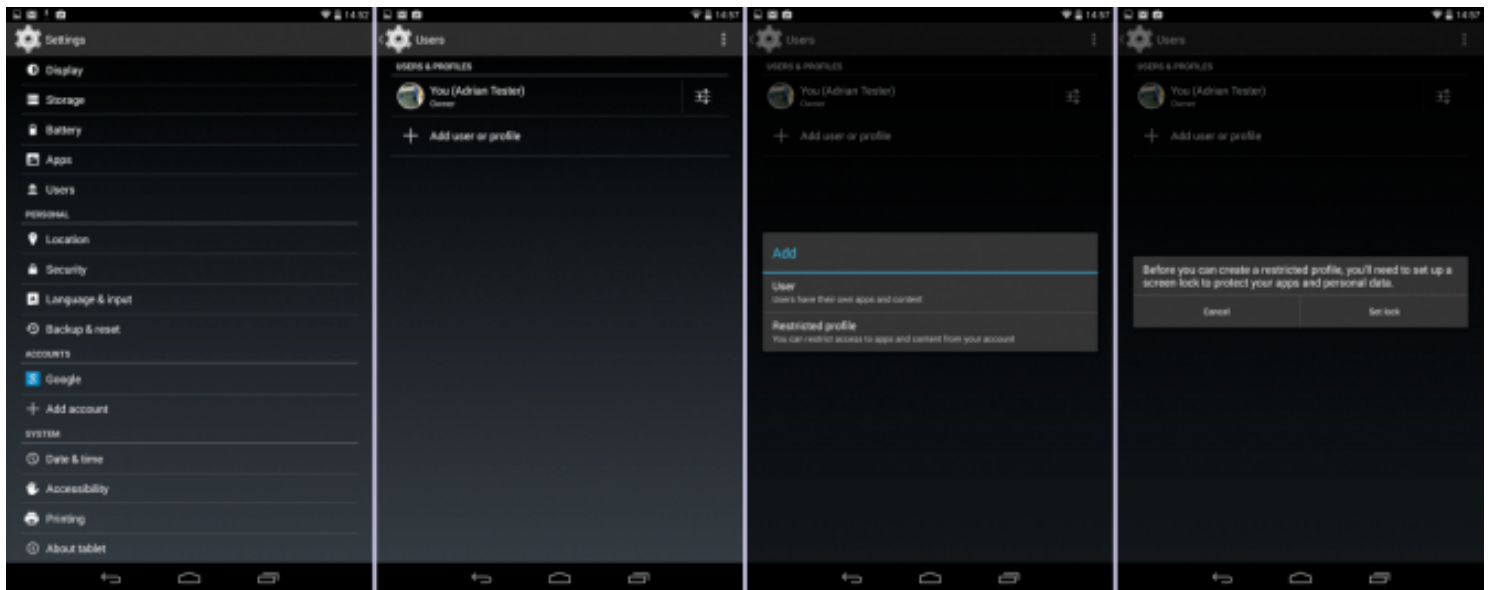 14:57
Settings
Display
Storage
Battery
Apps
Users
PERSONAL
Location
Security
Language & input
Backup & reset
ACCOUNTS
Google
Add account
SYSTEM
Date & time
Accessibility
Printing
About tablet
14:57
Users
USERS & PROFILES
You (Adrian Tester)
Owner
Add user or profile
14:57
Users
USERS & PROFILES
You (Adrian Tester)
Owner
Add user or profile
Add
User
Users have their own apps and content
Restricted profile
You can restrict access to apps and content from your account
14:57
Users
USERS & PROFILES
You (Adrian Tester)
Owner
Add user or profile
Before you can create a restricted profile, you'll need to set up a
screen lock to protect your apps and personal data.
Cancel
Set lock